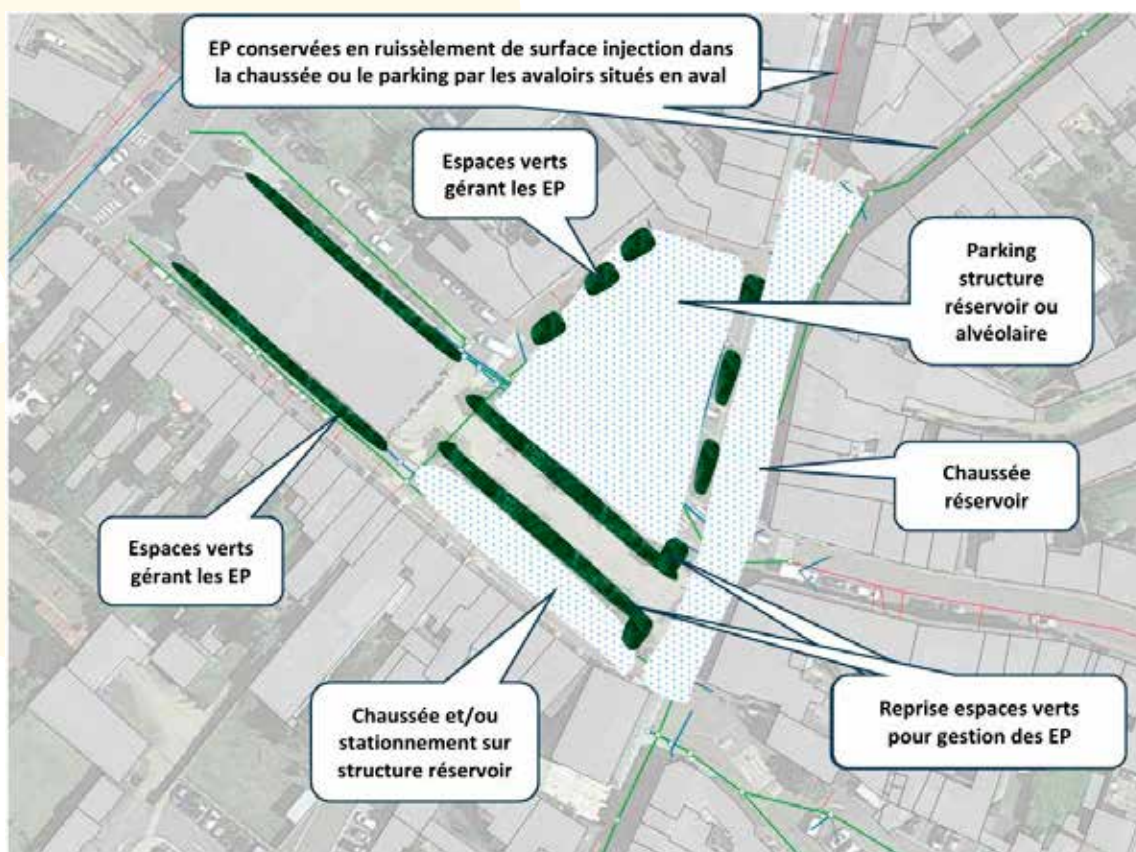 EP conservées en ruissèlement de surface injection dans
la chaussée ou le parking par les avaloirs situés en aval
Espaces verts
gérant les EP
Parking
structure
réservoir ou
alvéolaire
Chaussée
réservoir
Espaces verts
gérant les EP
Chaussée et/ou
stationnement sur
structure réservoir
Reprise espaces verts
pour gestion des EP